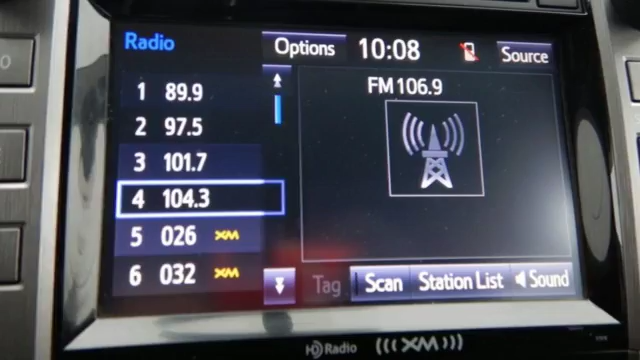 Radio
Options 10:08 Source
1 89.9
2 97.5
3 101.7
4 104.3
5 026 XM
6 032 XM
FM 106.9
Tag Scan Station List Sound
HD Radio (((XM)))